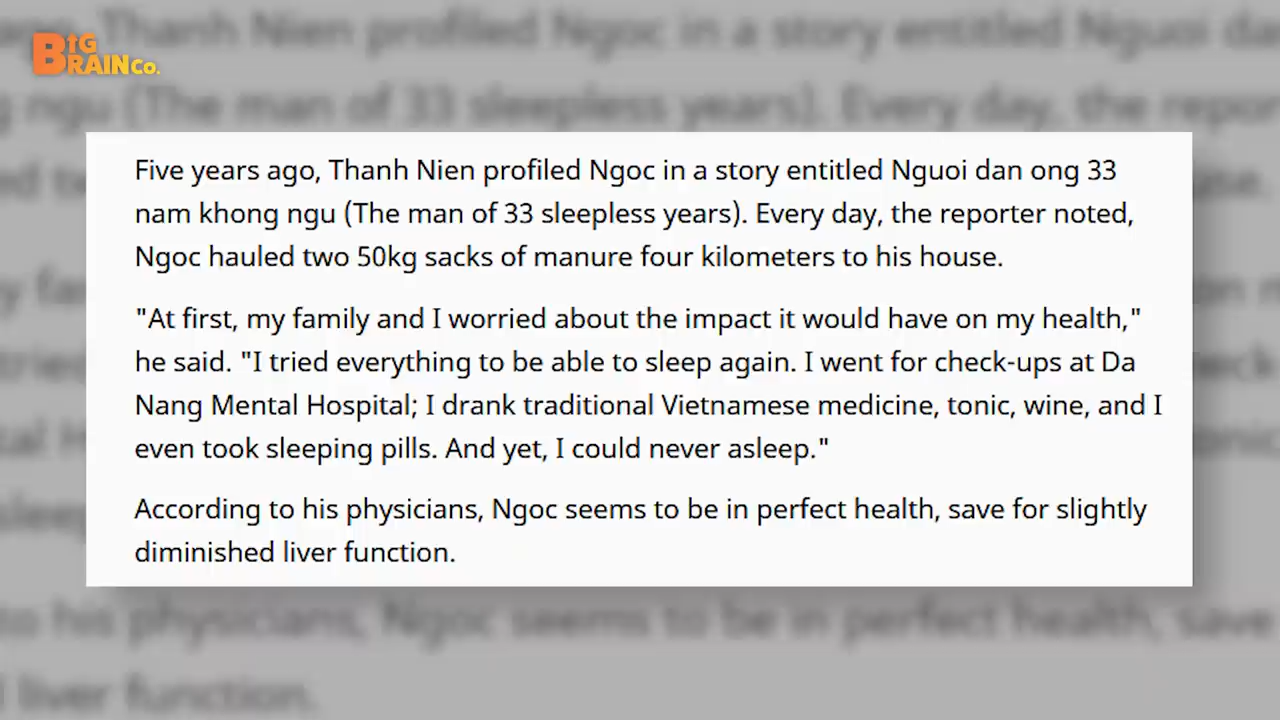 BiG
BRAINCo.
Five years ago, Thanh Nien profiled Ngoc in a story entitled Nguoi dan ong 33
nam khong ngu (The man of 33 sleepless years). Every day, the reporter noted,
Ngoc hauled two 50kg sacks of manure four kilometers to his house.
"At first, my family and I worried about the impact it would have on my health,"
he said. "I tried everything to be able to sleep again. I went for check-ups at Da
Nang Mental Hospital; I drank traditional Vietnamese medicine, tonic, wine, and I
even took sleeping pills. And yet, I could never asleep."
According to his physicians, Ngoc seems to be in perfect health, save for slightly
diminished liver function.